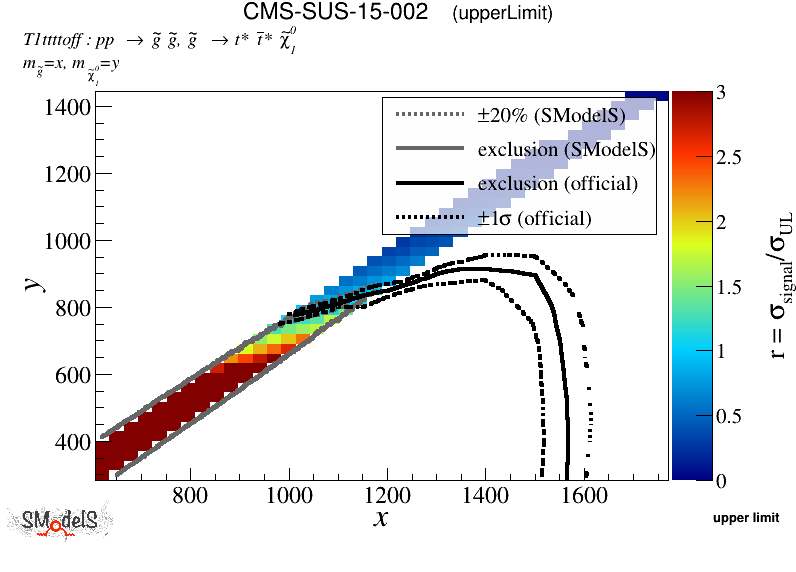 CMS-SUS-15-002 (upperLimit)
T1ttttoff : pp → g̃ g̃, g̃ → t* t̄* χ̃⁰₁
m_g̃=x, m_χ̃⁰₁=y
±20% (SModelS)
exclusion (SModelS)
exclusion (official)
±1σ (official)
1400
1200
1000
800
600
400
y
800
1000
1200
1400
1600
x
3
2.5
2
1.5
1
0.5
0
r = σ_signal/σ_UL
SModelS
upper limit